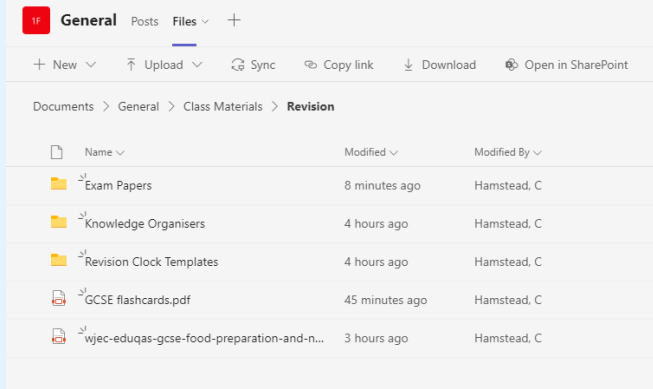 1F General Posts Files
New Upload Sync Copy link Download Open in SharePoint
Documents > General > Class Materials > Revision
Name Modified Modified By
Exam Papers 8 minutes ago Hamstead, C
Knowledge Organisers 4 hours ago Hamstead, C
Revision Clock Templates 4 hours ago Hamstead, C
GCSE flashcards.pdf 45 minutes ago Hamstead, C
wjec-eduqas-gcse-food-preparation-and-n... 3 hours ago Hamstead, C